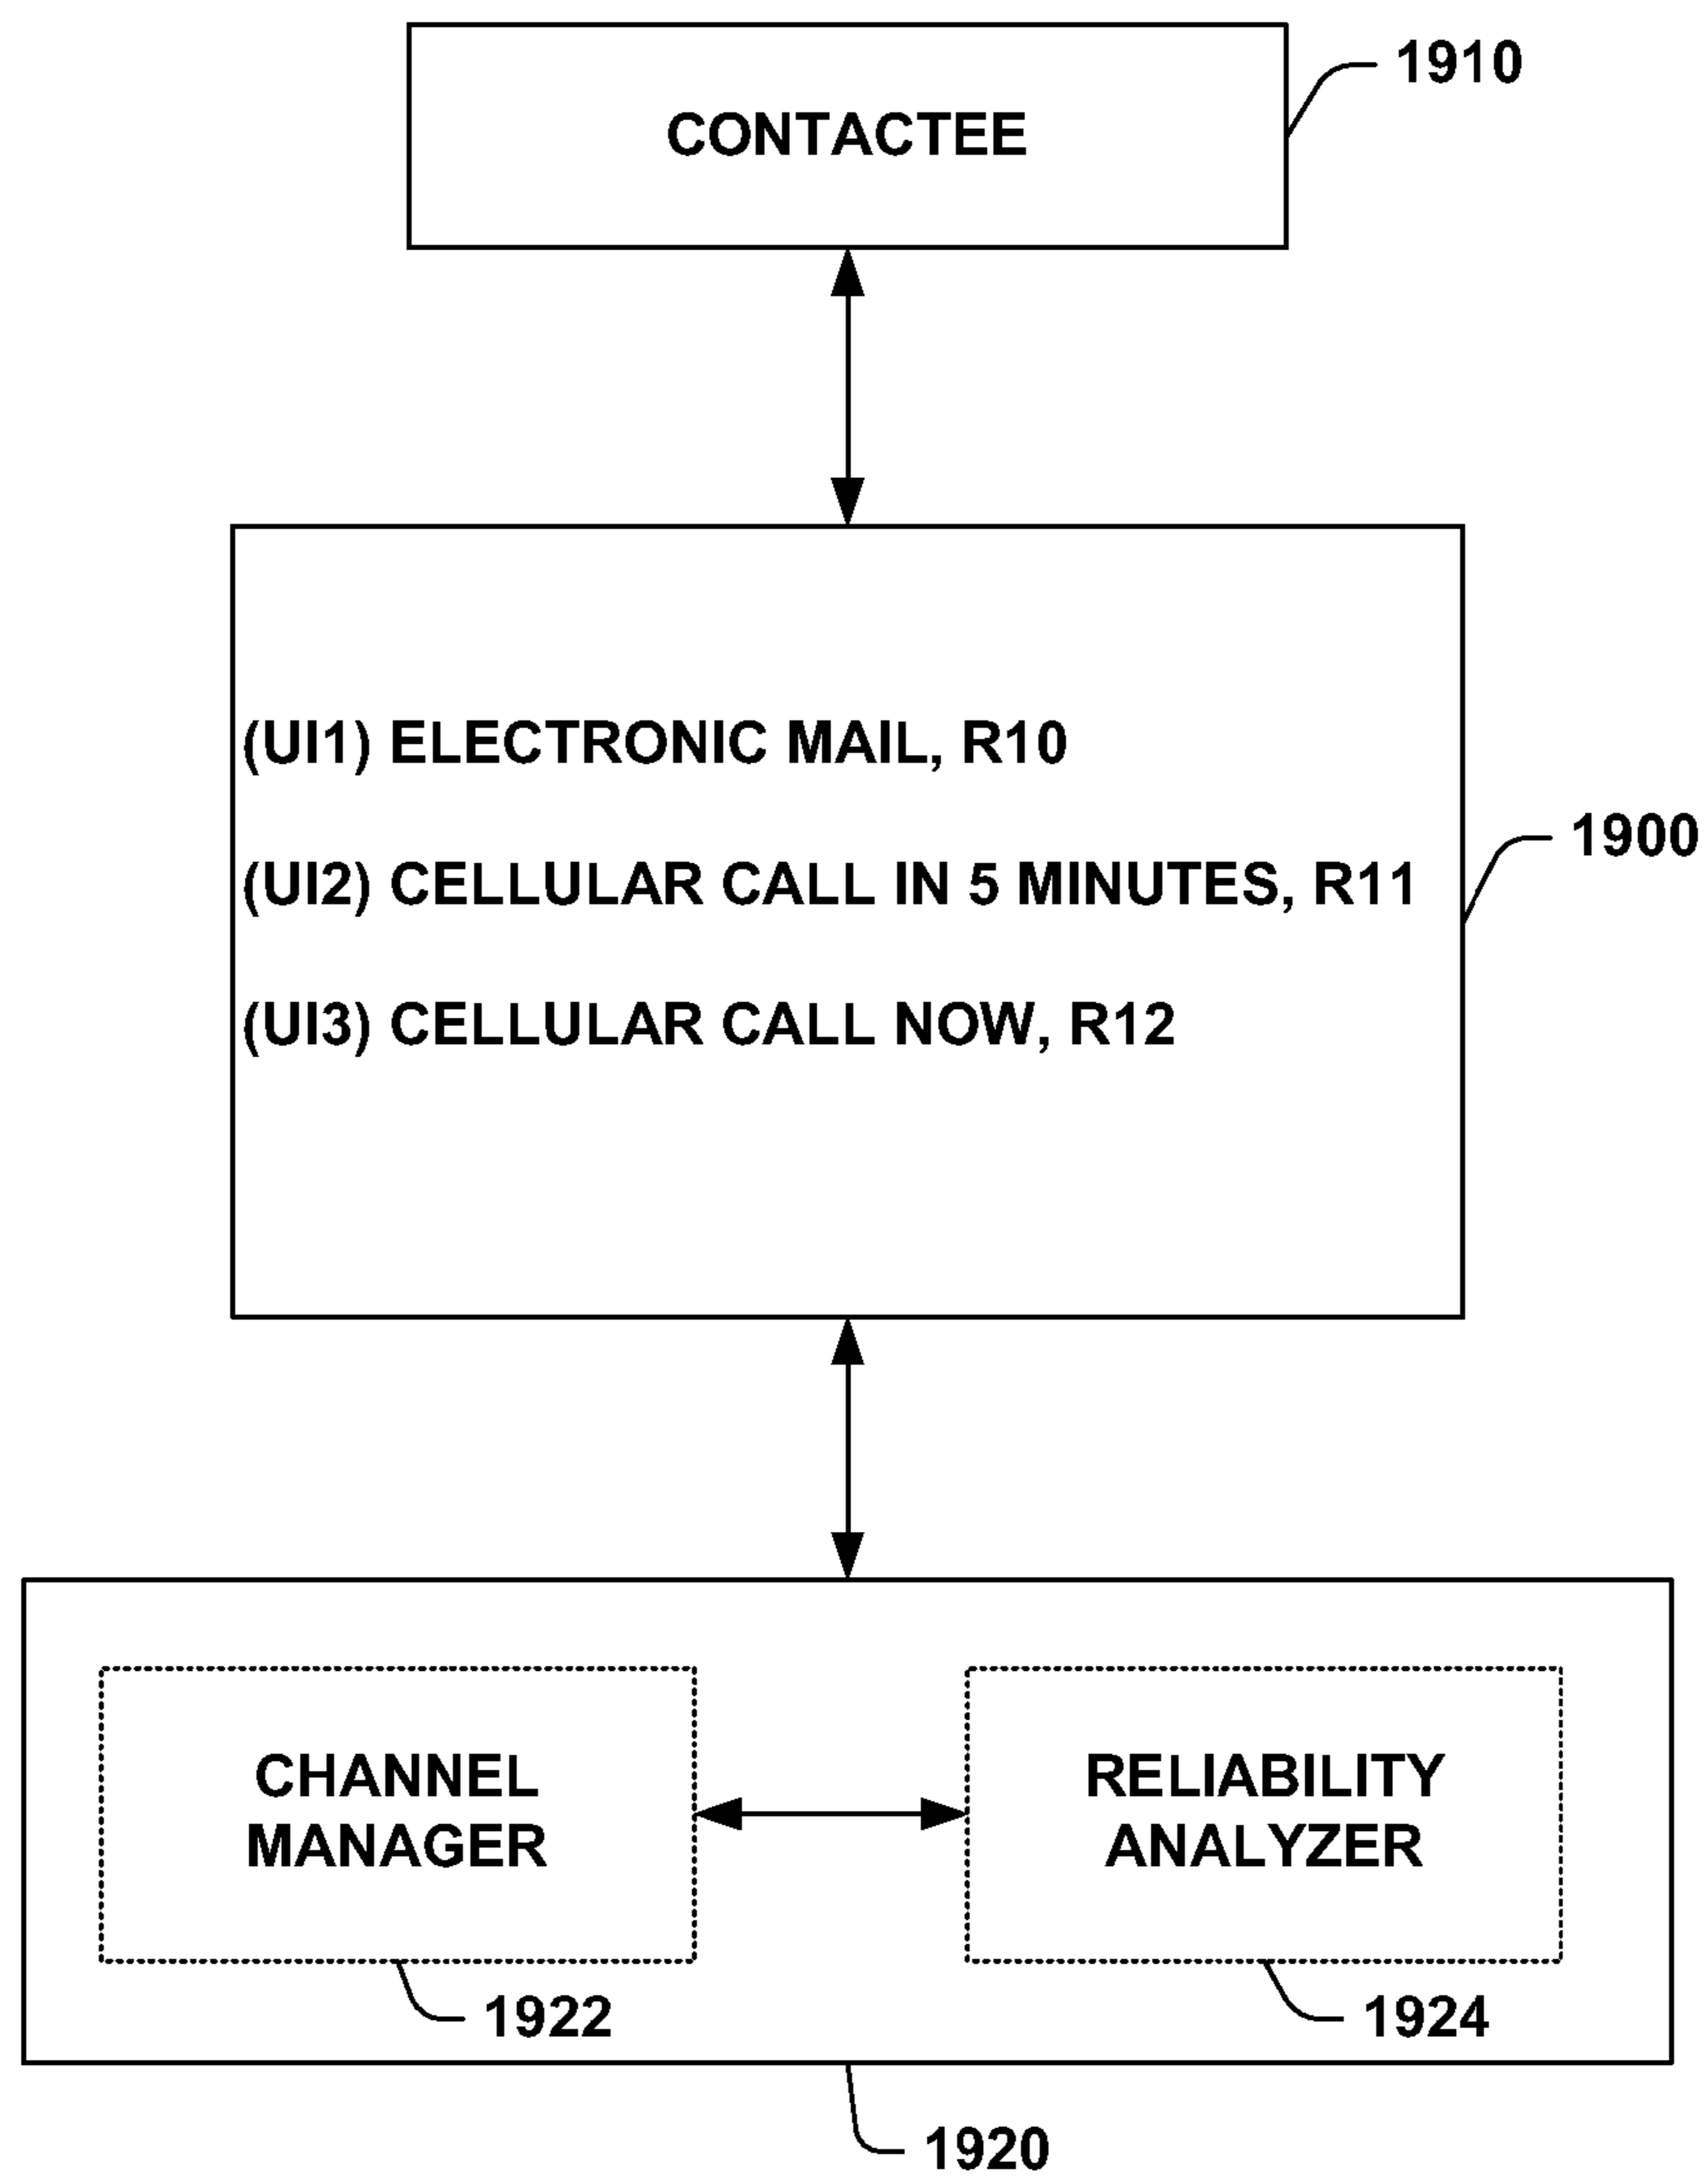 1910
CONTACTEE
(UI1) ELECTRONIC MAIL, R10
1900
(UI2) CELLULAR CALL IN 5 MINUTES, R11
(UI3) CELLULAR CALL NOW, R12
CHANNEL
MANAGER
RELIABILITY
ANALYZER
1922
1924
1920